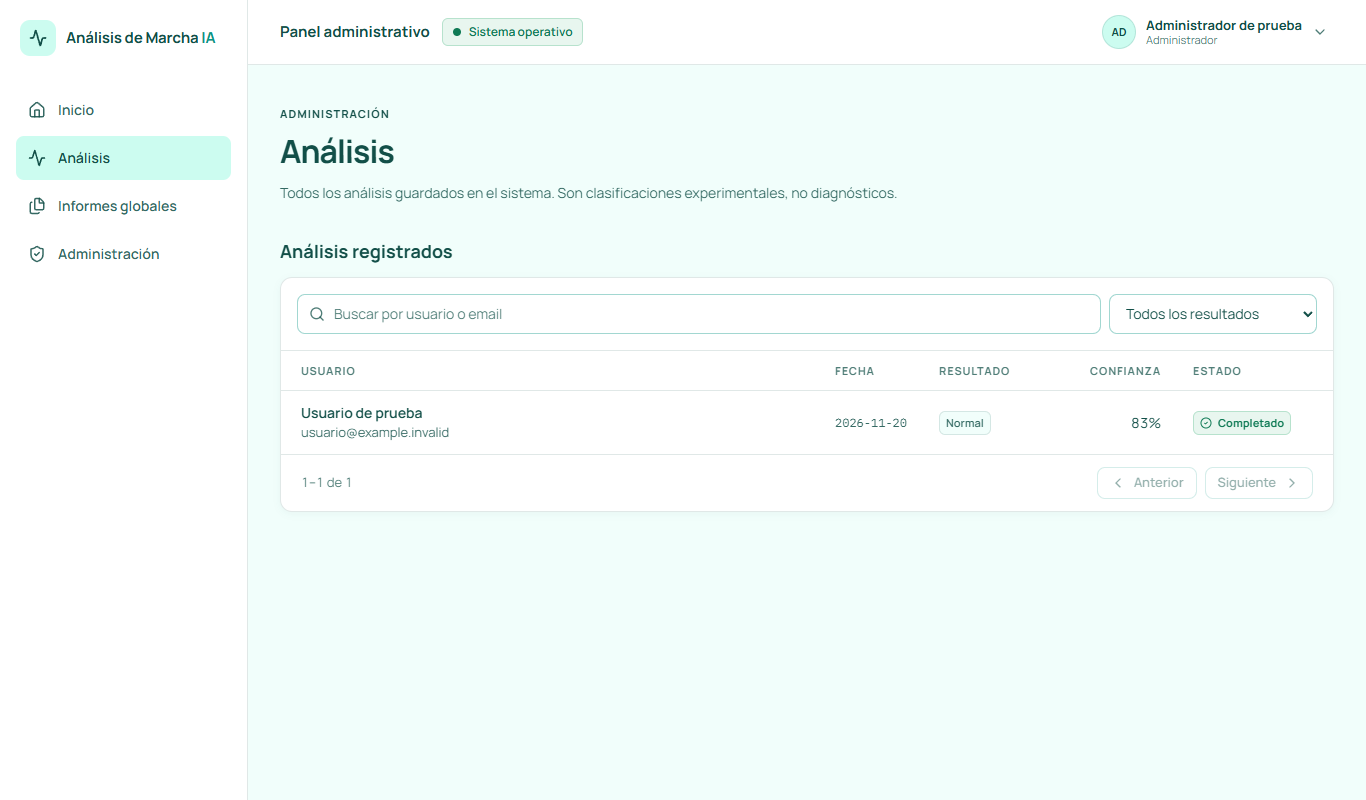 Análisis de Marcha IA
Inicio
Análisis
Informes globales
Administración
Panel administrativo
Sistema operativo
AD
Administrador de prueba
Administrador
ADMINISTRACIÓN
Análisis
Todos los análisis guardados en el sistema. Son clasificaciones experimentales, no diagnósticos.
Análisis registrados
Buscar por usuario o email
Todos los resultados
USUARIO FECHA RESULTADO CONFIANZA ESTADO
Usuario de prueba
usuario@example.invalid
2026-11-20 Normal 83% Completado
1–1 de 1
Anterior Siguiente